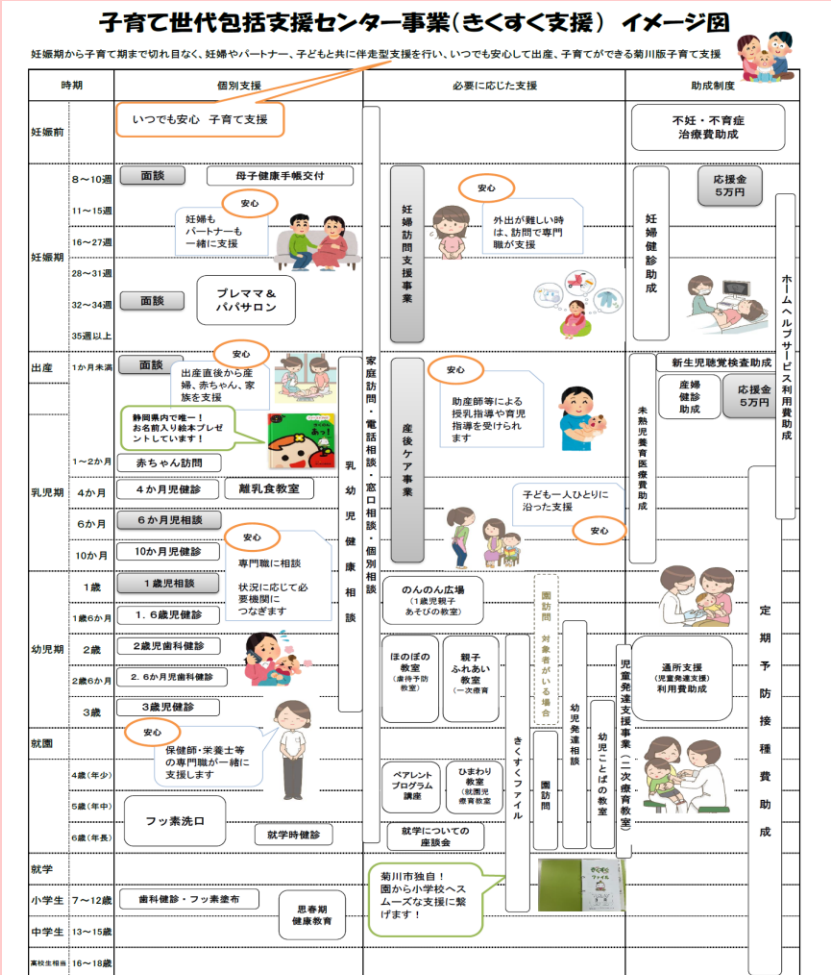 子育て世代包括支援センター事業(きくすく支援) イメージ図
妊娠期から子育て期まで切れ目なく、妊婦やパートナー、子どもと共に伴走型支援を行い、いつでも安心して出産、子育てができる菊川版子育て支援
時期
個別支援
必要に応じた支援
助成制度
妊娠前
いつでも安心 子育て支援
不妊・不育症
治療費助成
妊娠期
8~10週
11~15週
16~27週
28~31週
32~34週
35週以上
面談
母子健康手帳交付
安心
妊婦も
パートナーも
一緒に支援
面談
プレママ&
パパサロン
妊婦訪問支援事業
安心
外出が難しい時
は、訪問で専門
職が支援
妊婦健診助成
応援金
5万円
ホームヘルプサービス利用費助成
出産
1か月未満
面談
安心
出産直後から産
婦、赤ちゃん、家
族を支援
静岡県内で唯一!
お名前入り絵本プレゼ
ントしています!
あっ!
乳幼児健康相談
家庭訪問・電話相談・窓口相談・個別相談
産後ケア事業
安心
助産師等による
授乳指導や育児
指導を受けられ
ます
未熟児養育医療費助成
新生児聴覚検査助成
産婦
健診
助成
応援金
5万円
乳児期
1~2か月
赤ちゃん訪問
4か月
4か月児健診
離乳食教室
6か月
6か月児相談
10か月
10か月児健診
安心
専門職に相談
状況に応じて必
要機関に
つなぎます
子ども一人ひとりに
沿った支援
安心
定期予防接種費助成
幼児期
1歳
1歳児相談
1歳6か月
1.6歳児健診
2歳
2歳児歯科健診
2歳6か月
2.6か月児歯科健診
3歳
3歳児健診
のんのん広場
(1歳児親子
あそびの教室)
ほのぼの
教室
(虐待予防
教室)
親子
ふれあい
教室
(一次療育)
園訪問 対象者がいる場合
きくすくファイル
園訪問
幼児発達相談
幼児ことばの教室
児童発達支援事業(二次療育教室)
通所支援
(児童発達支援)
利用費助成
就園
安心
保健師・栄養士等
の専門職が一緒に
支援します
4歳(年少)
5歳(年中)
6歳(年長)
フッ素洗口
就学時健診
ペアレント
プログラム
講座
ひまわり
教室
(就園児
療育教室)
就学についての
座談会
就学
菊川市独自!
園から小学校へス
ムーズな支援に繋
げます!
きくすく
ファイル
小学生
7~12歳
歯科健診・フッ素塗布
思春期
健康教育
中学生
13~15歳
高校生相当
16~18歳